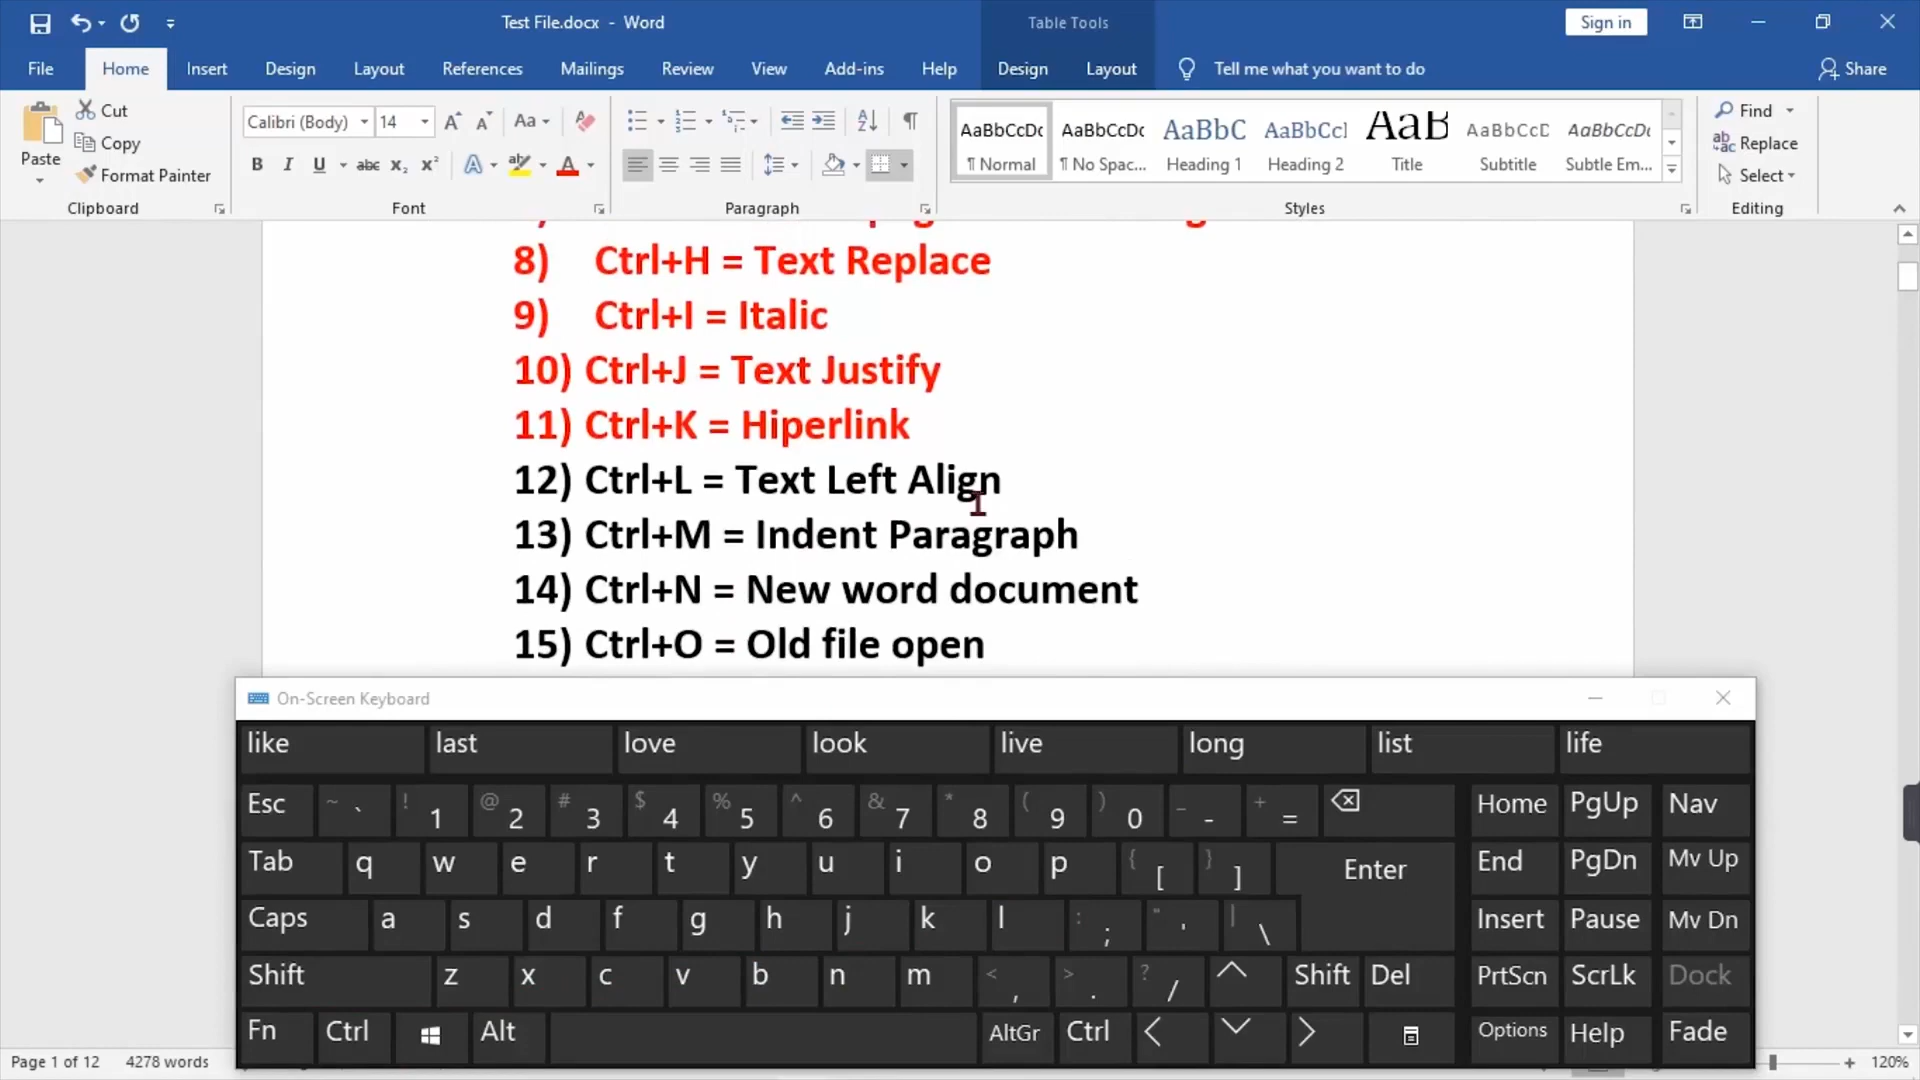 Test File.docx - Word
Table Tools
Sign in
File Home Insert Design Layout References Mailings Review View Add-ins Help Design Layout Tell me what you want to do Share
Paste
Cut
Copy
Format Painter
Clipboard
Calibri (Body) 14
Aa
B I U abc x₂ x² A A
Font
Paragraph
AaBbCcDc AaBbCcDc AaBbC AaBbCcl AaB AaBbCcD AaBbCcDc
¶ Normal ¶ No Spac... Heading 1 Heading 2 Title Subtitle Subtle Em...
Styles
Find
Replace
Select
Editing
8) Ctrl+H = Text Replace
9) Ctrl+I = Italic
10) Ctrl+J = Text Justify
11) Ctrl+K = Hiperlink
12) Ctrl+L = Text Left Align
13) Ctrl+M = Indent Paragraph
14) Ctrl+N = New word document
15) Ctrl+O = Old file open
On-Screen Keyboard
like last love look live long list life
Esc ~ ` ! 1 @ 2 # 3 $ 4 % 5 ^ 6 & 7 * 8 ( 9 ) 0 _ - + = Home PgUp Nav
Tab q w e r t y u i o p { [ } ] Enter End PgDn Mv Up
Caps a s d f g h j k l : ; " ' | \ Insert Pause Mv Dn
Shift z x c v b n m < , > . ? / Shift Del PrtScn ScrLk Dock
Fn Ctrl Alt AltGr Ctrl Options Help Fade
Page 1 of 12 4278 words 120%